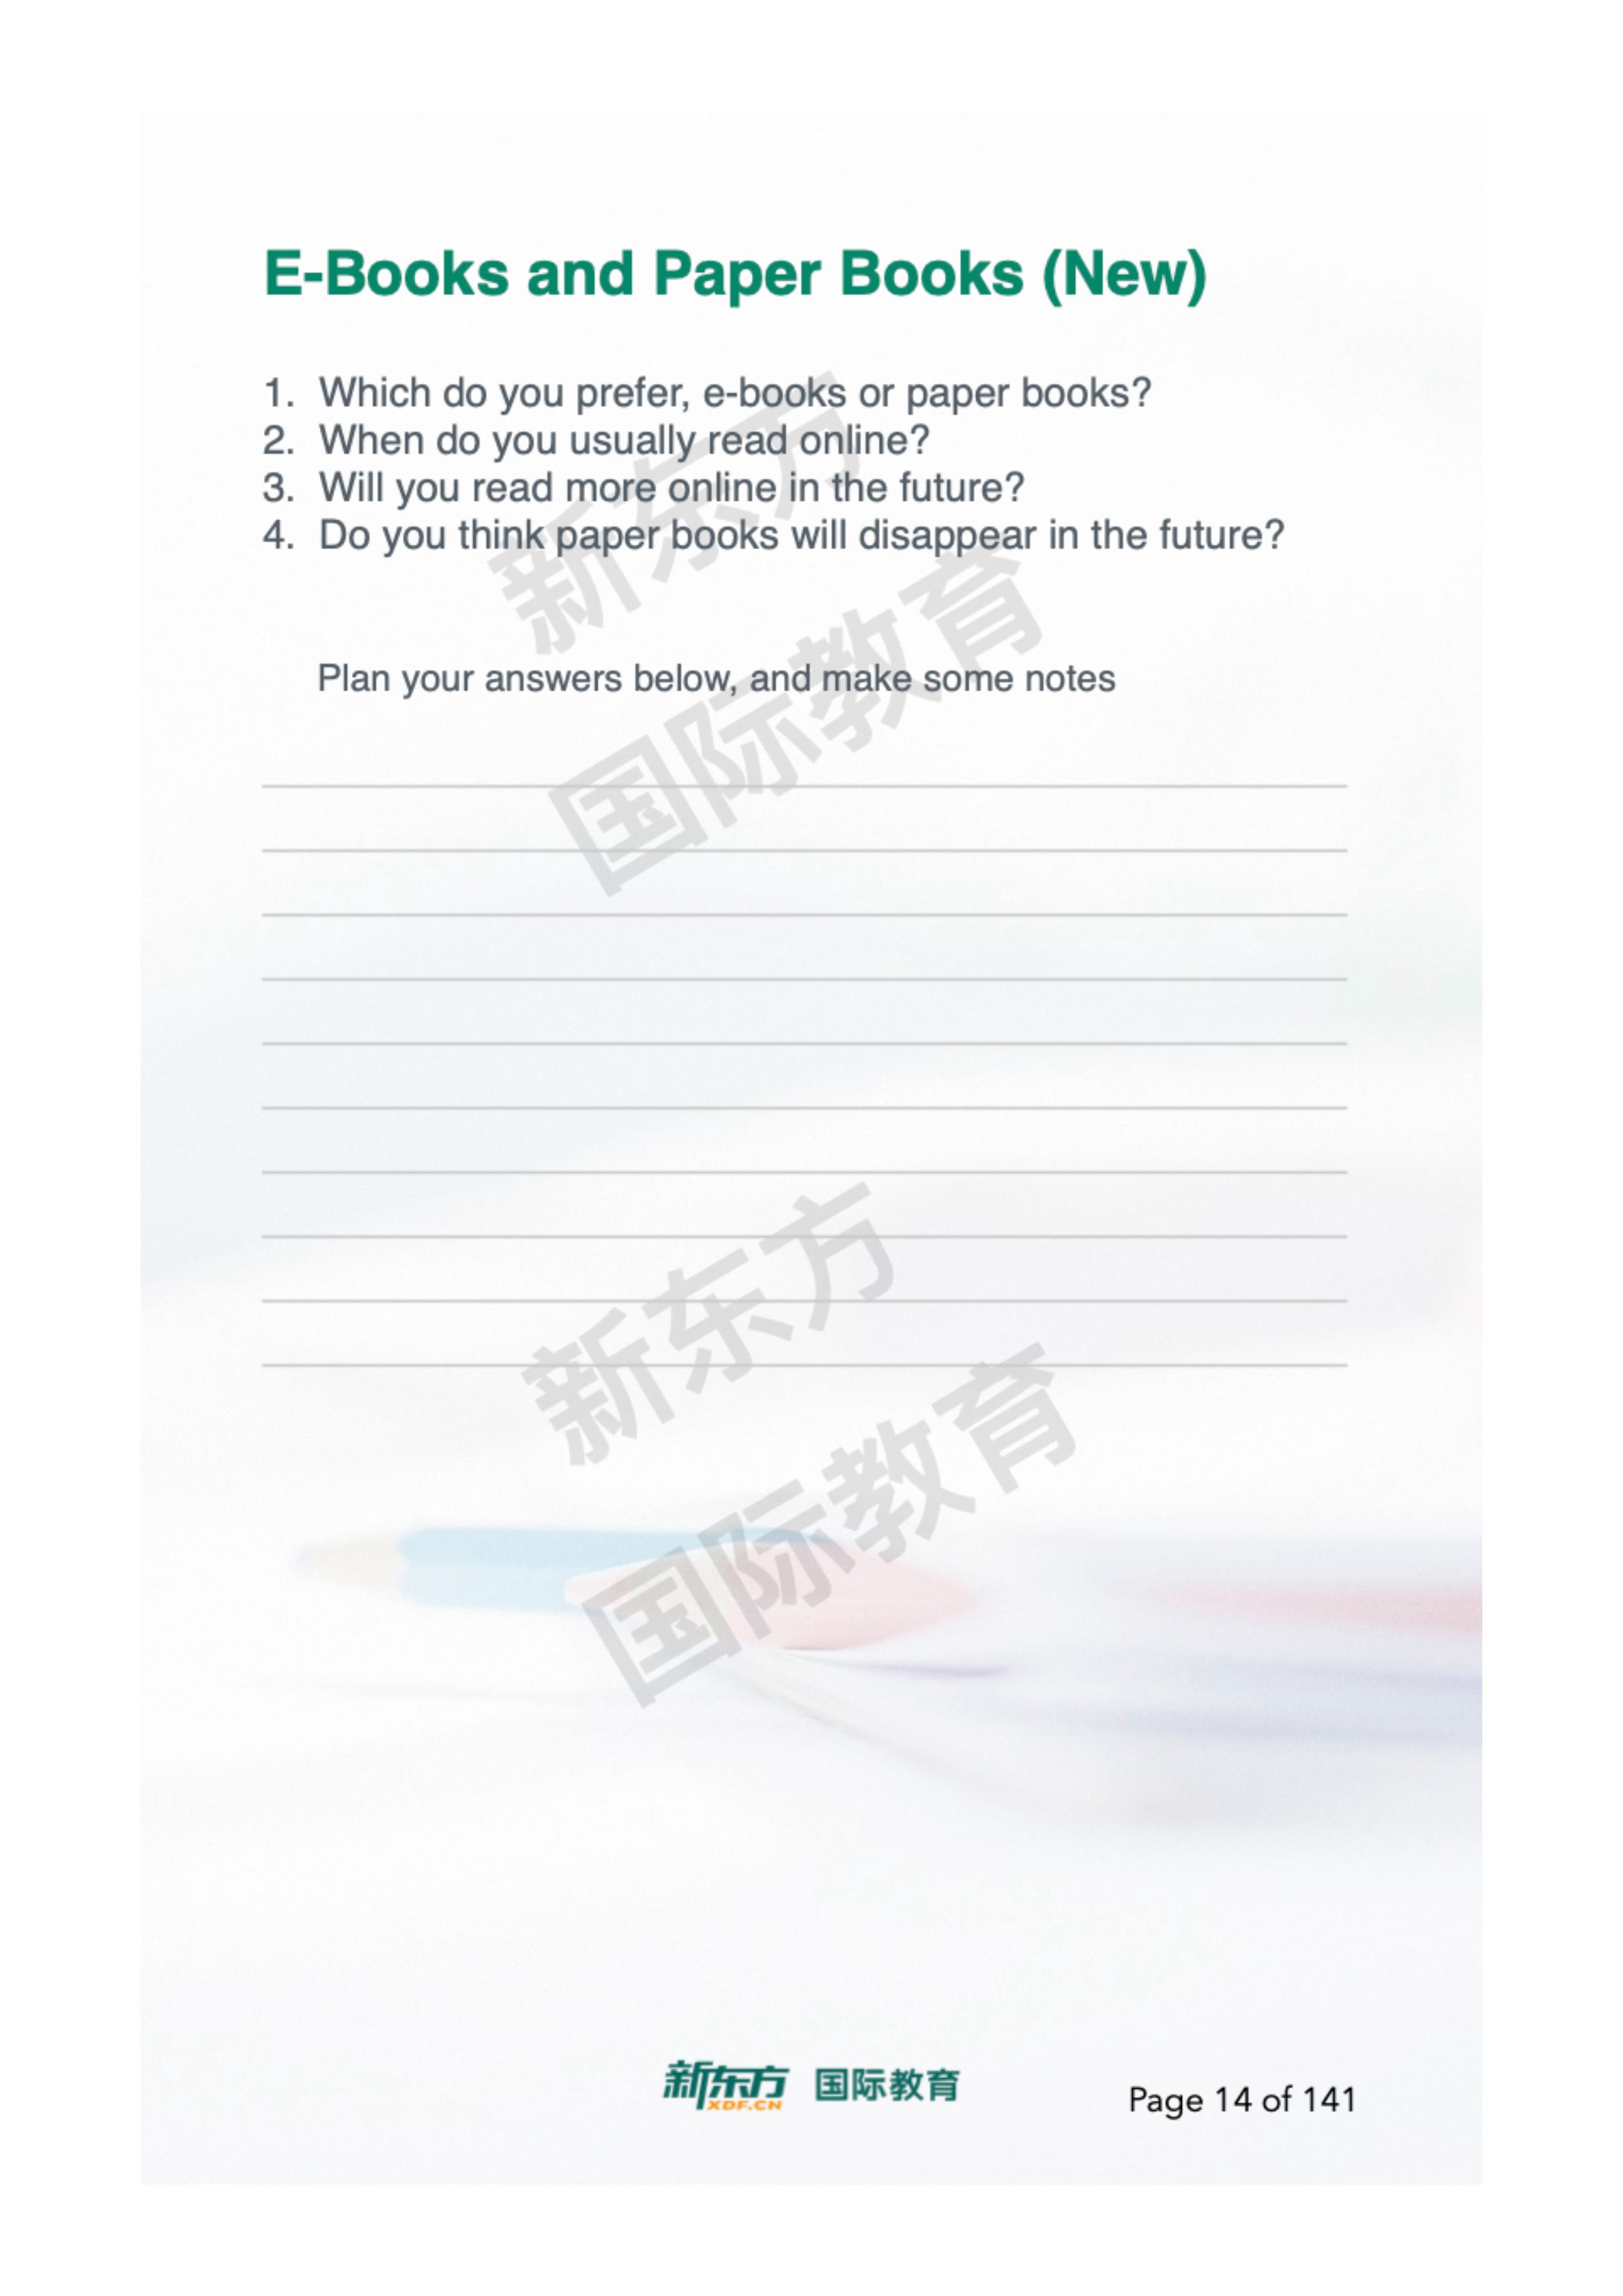 E-Books and Paper Books (New)
1. Which do you prefer, e-books or paper books?
2. When do you usually read online?
3. Will you read more online in the future?
4. Do you think paper books will disappear in the future?
Plan your answers below, and make some notes
新东方
国际教育
新东方
国际教育
新东方 国际教育
XDF.CN
Page 14 of 141